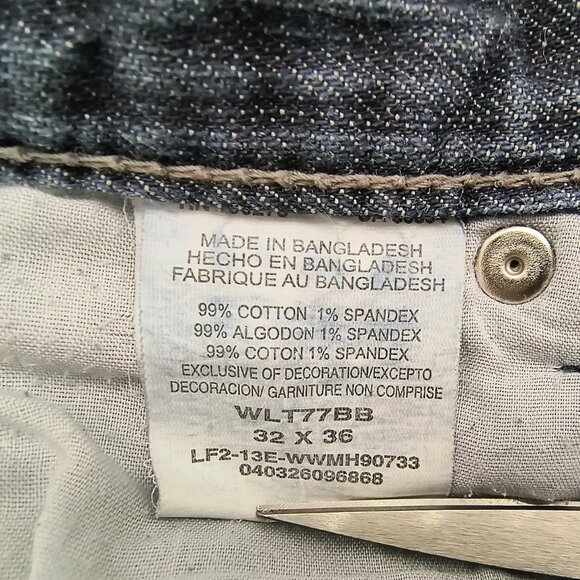 MADE IN BANGLADESH
HECHO EN BANGLADESH
FABRIQUE AU BANGLADESH
99% COTTON 1% SPANDEX
99% ALGODON 1% SPANDEX
99% COTON 1% SPANDEX
EXCLUSIVE OF DECORATION/EXCEPTO
DECORACION/ GARNITURE NON COMPRISE
WLT77BB
32 X 36
LF2-13E-WWMH90733
040326096868